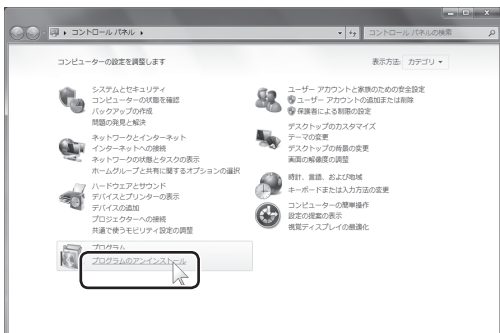 コントロール パネル
コントロール パネルの検索
コンピューターの設定を調整します
表示方法: カテゴリ
システムとセキュリティ
コンピューターの状態を確認
バックアップの作成
問題の発見と解決
ネットワークとインターネット
インターネットへの接続
ネットワークの状態とタスクの表示
ホームグループと共有に関するオプションの選択
ハードウェアとサウンド
デバイスとプリンターの表示
デバイスの追加
プロジェクターへの接続
共通で使うモビリティ設定の調整
プログラム
プログラムのアンインストール
ユーザー アカウントと家族のための安全設定
ユーザー アカウントの追加または削除
保護者による制限の設定
デスクトップのカスタマイズ
テーマの変更
デスクトップの背景の変更
画面の解像度の調整
時計、言語、および地域
キーボードまたは入力方法の変更
コンピューターの簡単操作
設定の提案の表示
視覚ディスプレイの最適化